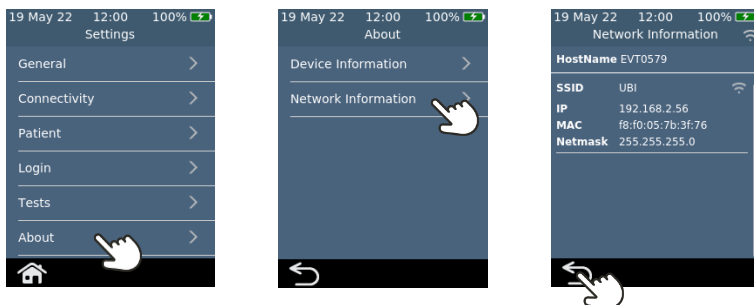 19 May 22 12:00 100%
Settings
General
Connectivity
Patient
Login
Tests
About
19 May 22 12:00 100%
About
Device Information
Network Information
19 May 22 12:00 100%
Network Information
HostName EVT0579
SSID UBI
IP 192.168.2.56
MAC f8:f0:05:7b:3f:76
Netmask 255.255.255.0